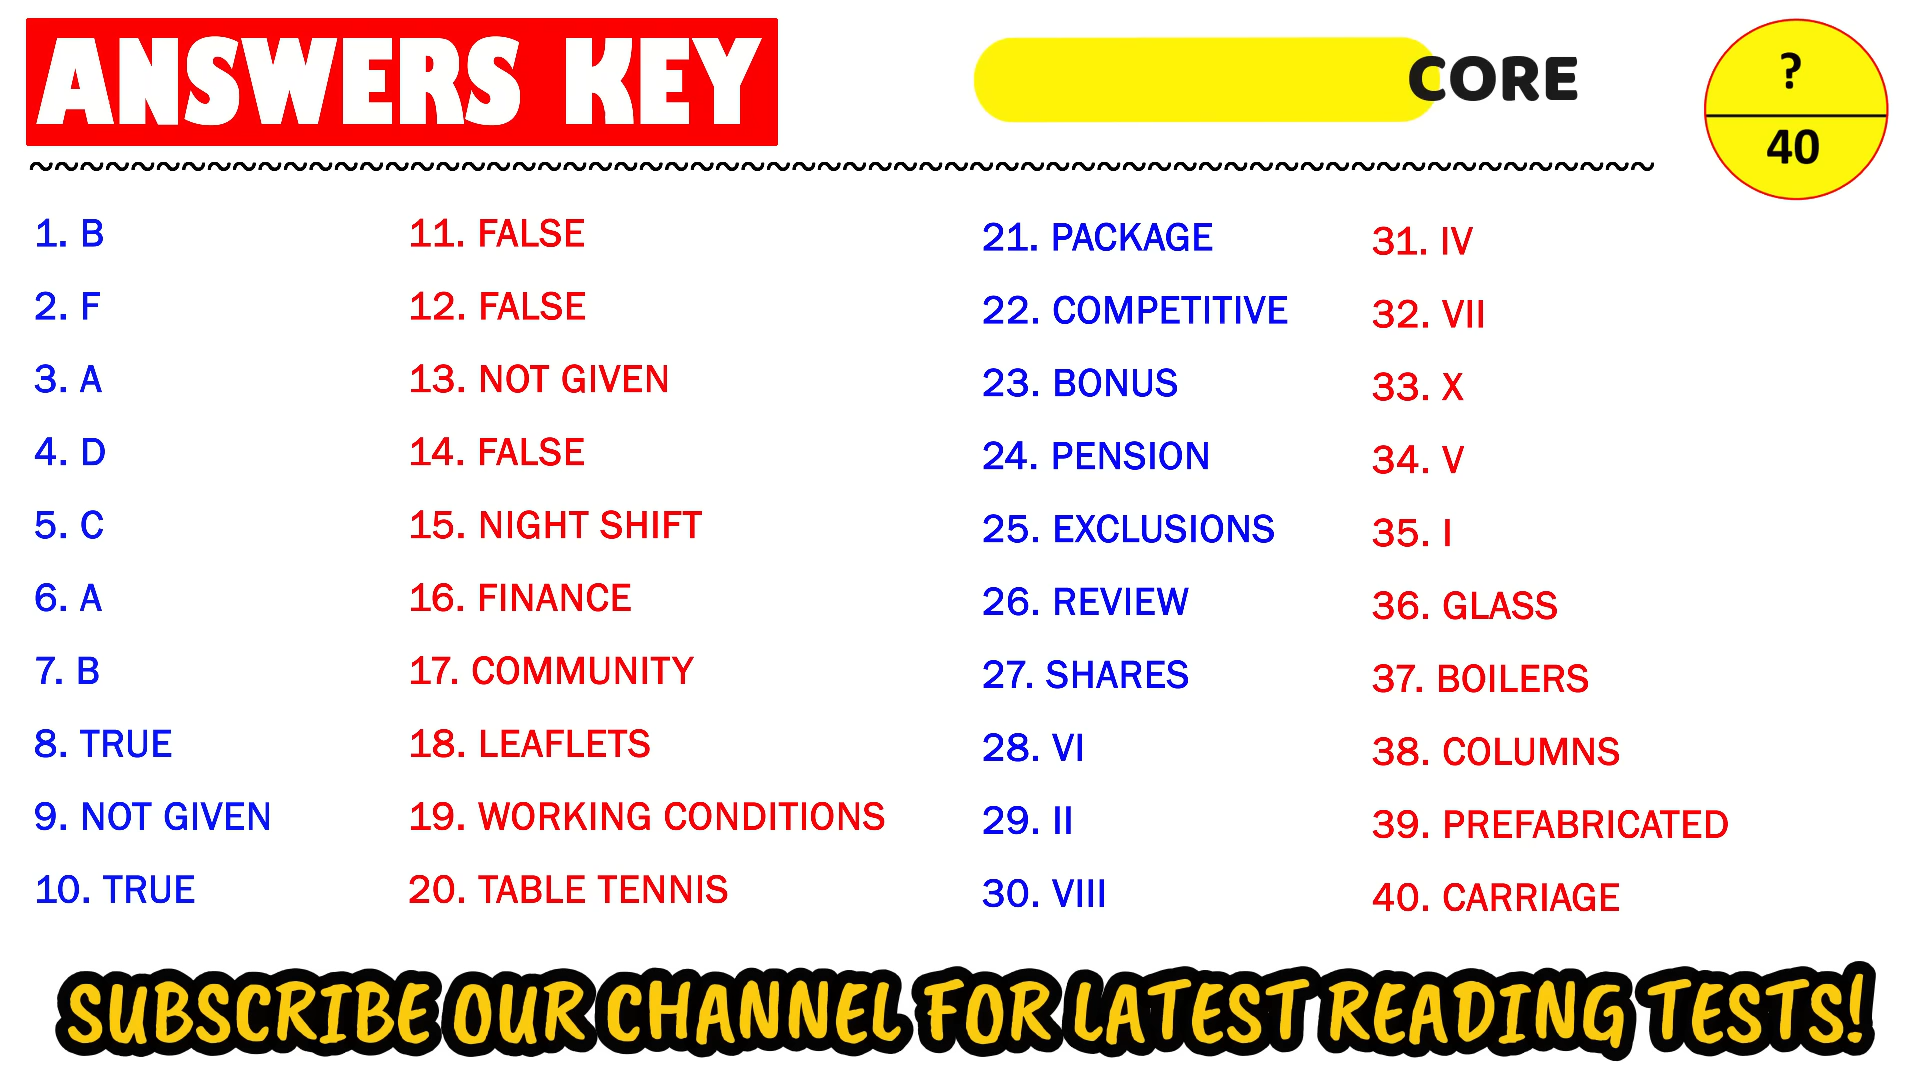 ANSWERS KEY
CORE
?
40
1. B
2. F
3. A
4. D
5. C
6. A
7. B
8. TRUE
9. NOT GIVEN
10. TRUE
11. FALSE
12. FALSE
13. NOT GIVEN
14. FALSE
15. NIGHT SHIFT
16. FINANCE
17. COMMUNITY
18. LEAFLETS
19. WORKING CONDITIONS
20. TABLE TENNIS
21. PACKAGE
22. COMPETITIVE
23. BONUS
24. PENSION
25. EXCLUSIONS
26. REVIEW
27. SHARES
28. VI
29. II
30. VIII
31. IV
32. VII
33. X
34. V
35. I
36. GLASS
37. BOILERS
38. COLUMNS
39. PREFABRICATED
40. CARRIAGE
SUBSCRIBE OUR CHANNEL FOR LATEST READING TESTS!